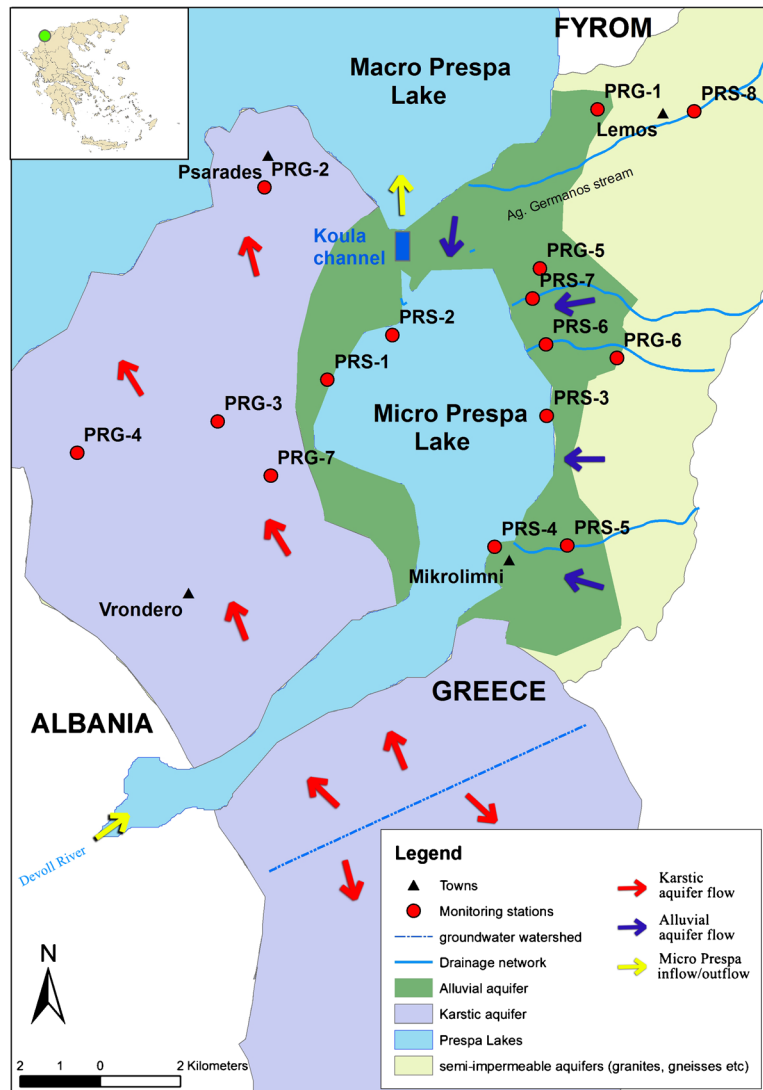 FYROM
Macro Prespa
Lake
PRG-1
PRS-8
Lemos
Psarades
PRG-2
Ag. Germanos stream
Koula
channel
PRG-5
PRS-7
PRS-2
PRS-6
PRG-6
PRS-1
PRG-3
Micro Prespa
Lake
PRS-3
PRG-4
PRG-7
PRS-4
PRS-5
Mikrolimni
Vrondero
GREECE
ALBANIA
Devoll River
Legend
Towns
Monitoring stations
groundwater watershed
Drainage network
Alluvial aquifer
Karstic aquifer
Prespa Lakes
semi-impermeable aquifers (granites, gneisses etc)
Karstic
aquifer flow
Alluvial
aquifer flow
Micro Prespa
inflow/outflow
N
2 1 0 2 Kilometers